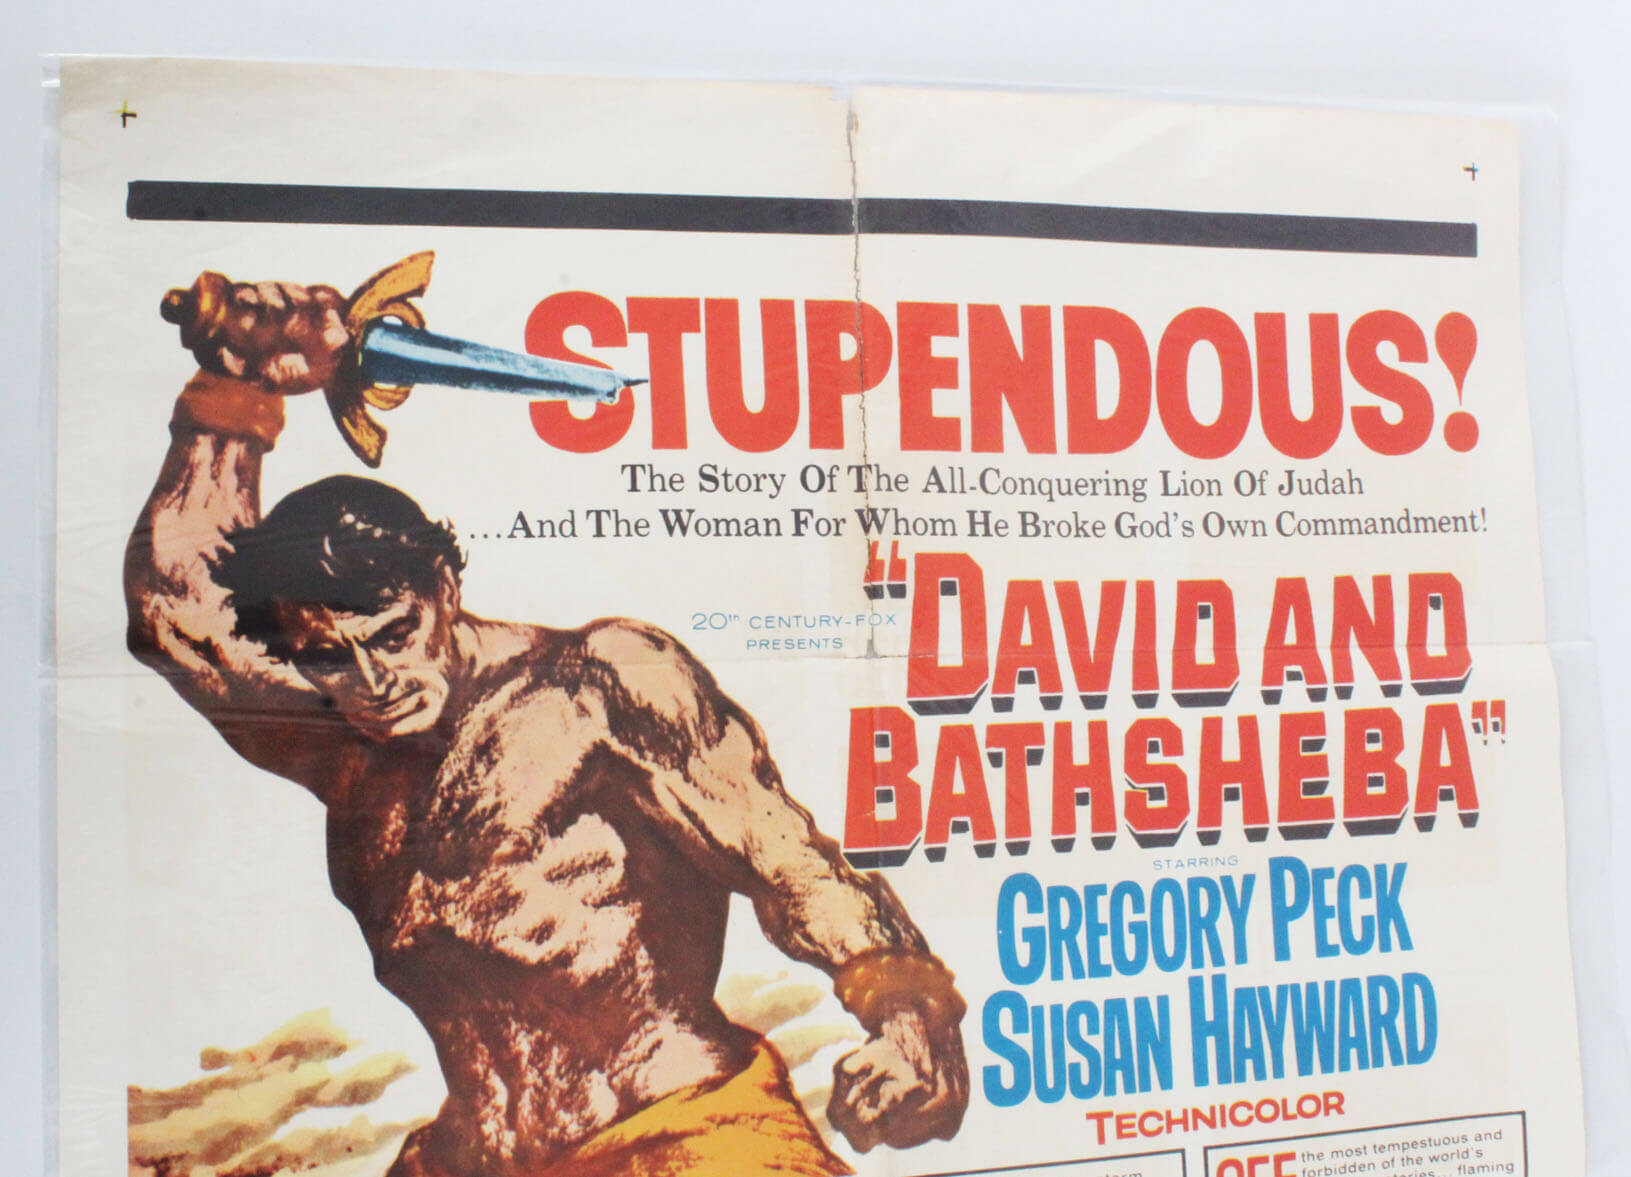 STUPENDOUS!
The Story Of The All-Conquering Lion Of Judah
...And The Woman For Whom He Broke God's Own Commandment!
20th CENTURY-FOX
PRESENTS
"DAVID AND
BATHSHEBA"
STARRING
GREGORY PECK
SUSAN HAYWARD
TECHNICOLOR
the most tempestuous and
forbidden of the world's
flaming